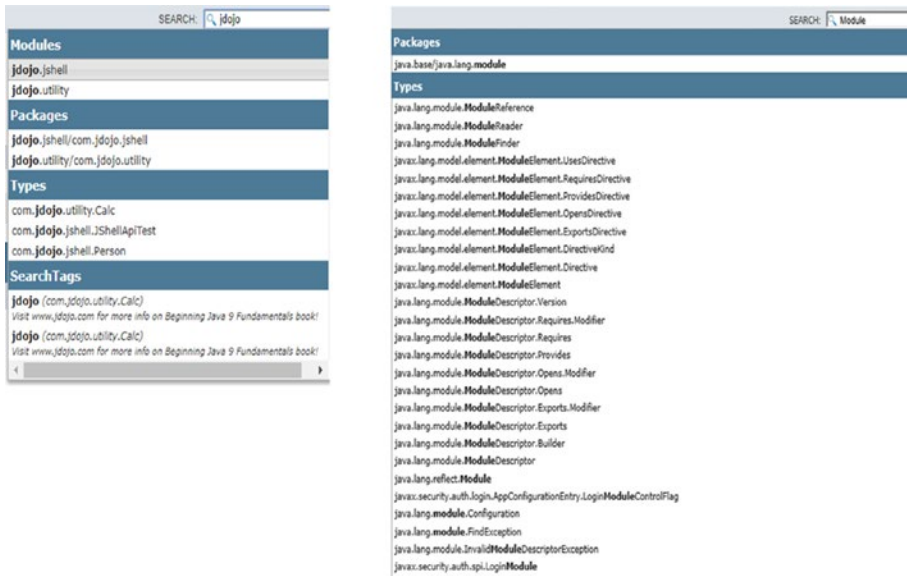 SEARCH: jdojo
Modules
jdojo.jshell
jdojo.utility
Packages
jdojo.jshell/com.jdojo.jshell
jdojo.utility/com.jdojo.utility
Types
com.jdojo.utility.Calc
com.jdojo.jshell.JShellApiTest
com.jdojo.jshell.Person
SearchTags
jdojo (com.jdojo.utility.Calc)
Visit www.jdojo.com for more info on Beginning Java 9 Fundamentals book!
jdojo (com.jdojo.utility.Calc)
Visit www.jdojo.com for more info on Beginning Java 9 Fundamentals book!
SEARCH: Module
Packages
java.base/java.lang.module
Types
java.lang.module.ModuleReference
java.lang.module.ModuleReader
java.lang.module.ModuleFinder
javax.lang.model.element.ModuleElement.UsesDirective
javax.lang.model.element.ModuleElement.RequiresDirective
javax.lang.model.element.ModuleElement.ProvidesDirective
javax.lang.model.element.ModuleElement.OpensDirective
javax.lang.model.element.ModuleElement.ExportsDirective
javax.lang.model.element.ModuleElement.DirectiveKind
javax.lang.model.element.ModuleElement.Directive
javax.lang.model.element.ModuleElement
java.lang.module.ModuleDescriptor.Version
java.lang.module.ModuleDescriptor.Requires.Modifier
java.lang.module.ModuleDescriptor.Requires
java.lang.module.ModuleDescriptor.Provides
java.lang.module.ModuleDescriptor.Opens.Modifier
java.lang.module.ModuleDescriptor.Opens
java.lang.module.ModuleDescriptor.Exports.Modifier
java.lang.module.ModuleDescriptor.Exports
java.lang.module.ModuleDescriptor.Builder
java.lang.module.ModuleDescriptor
java.lang.reflect.Module
javax.security.auth.login.AppConfigurationEntry.LoginModuleControlFlag
java.lang.module.Configuration
java.lang.module.FindException
java.lang.module.InvalidModuleDescriptorException
javax.security.auth.spi.LoginModule